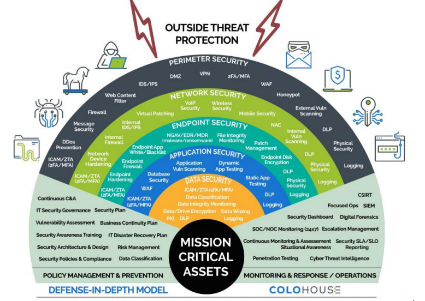 OUTSIDE THREAT
PROTECTION
PERIMETER SECURITY
DMZ
VPN
2FA/MFA
IDS/IPS
WAF
Web Content
Filter
Honeypot
Firewall
External Vuln
Scanning
Message
Security
DLP
DDos
Prevention
Physical
Security
ICAM/ZTA
(2FA/MFA)
Logging
NETWORK SECURITY
VoIP
Security
Wireless
Security
Virtual Patching
Mobile Security
Internal
IDS/IPS
NAC
Internal
Firewall
Internal
Vuln
Scanning
Network
Device
Hardening
DLP
Physical
Security
ICAM/ZTA
(2FA/MFA)
Logging
ENDPOINT SECURITY
NGAV/EDR/MDR
File Integrity
Monitoring
Endpoint App
White/Blacklist
Patch
Management
Endpoint
Firewall
Endpoint Disk
Encryption
Endpoint
Hardening
DLP
Physical
Security
ICAM/ZTA
(2FA/MFA)
Logging
APPLICATION SECURITY
Application
Vuln Scanning
Dynamic
App Testing
Database
Security
Static App
Testing
WAF
DLP
ICAM/ZTA
(2FA/MFA)
Logging
DATA SECURITY
ICAM/ZTA (2FA/MFA)
Data Classification
Data Integrity Monitoring
Data/Drive Encryption
Data Wiping
PKI
DLP
Logging
Continuous C&A
IT Security Governance
Security Plan
Vulnerability Assessment
Business Continuity Plan
Security Awareness Training
IT Disaster Recovery Plan
Security Architecture & Design
Risk Management
Security Policies & Compliance
Data Classification
MISSION
CRITICAL
ASSETS
CSIRT
Focused Ops
SIEM
Security Dashboard
Digital Forensics
SOC/NOC Monitoring (24x7)
Escalation Management
Continuous Monitoring & Assessment
Security SLA/SLO
Situational Awareness
Reporting
Penetration Testing
Cyber Threat Intelligence
POLICY MANAGEMENT & PREVENTION
MONITORING & RESPONSE / OPERATIONS
DEFENSE-IN-DEPTH MODEL
COLOHOUSE